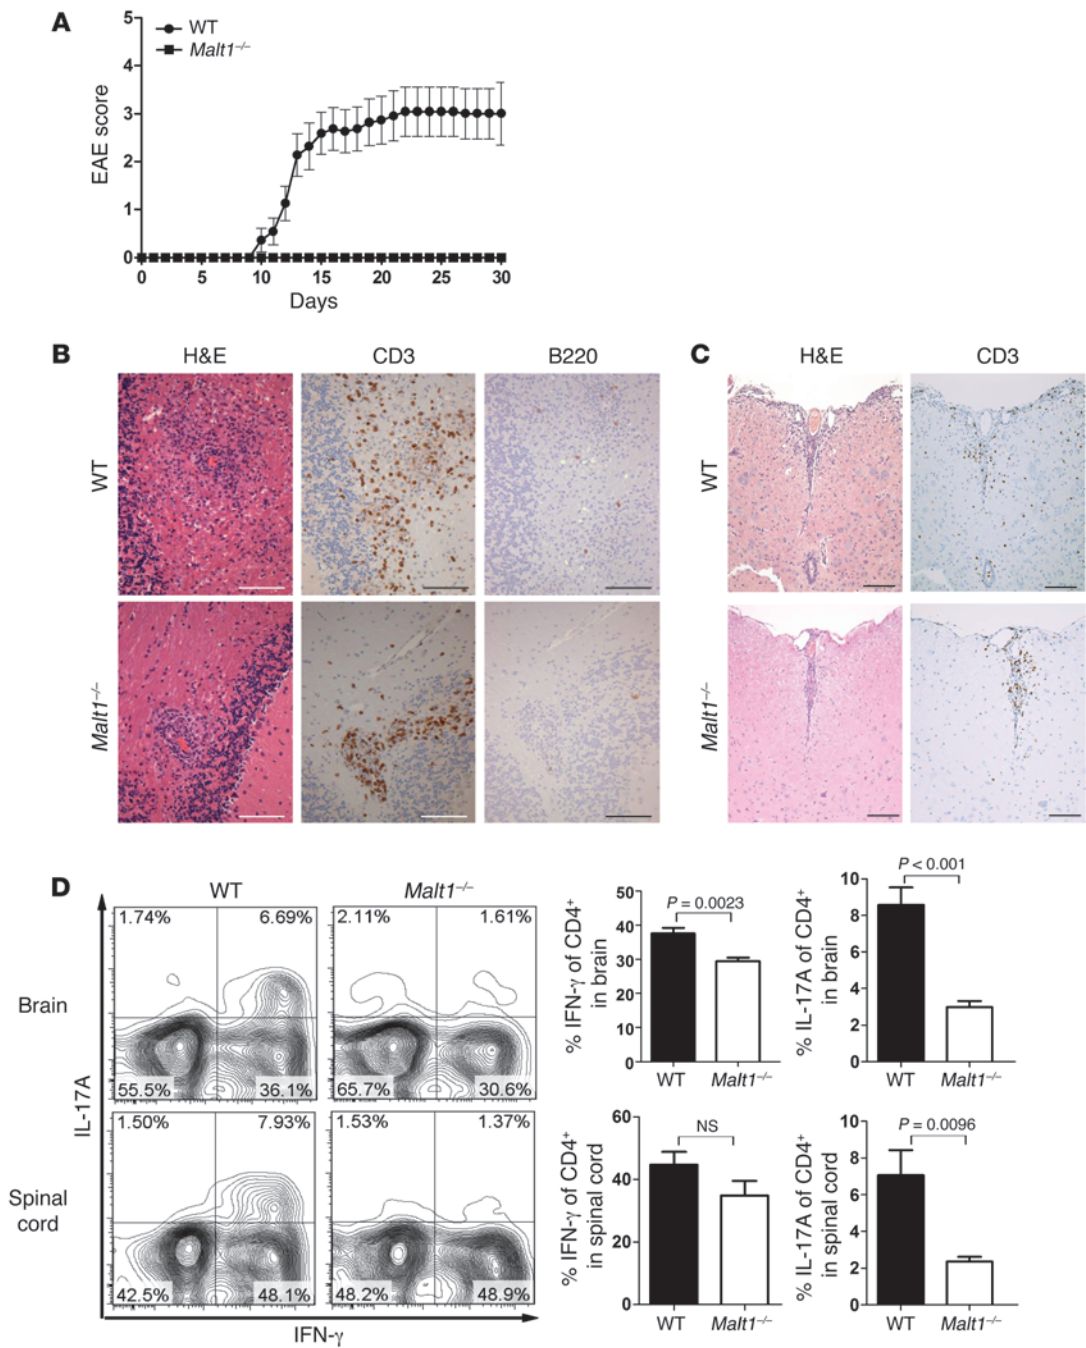 A
5
4
3
2
1
0
EAE score
WT
Malt1–/–
0 5 10 15 20 25 30
Days
B
H&E CD3 B220
WT
Malt1–/–
C
H&E CD3
WT
Malt1–/–
D
WT Malt1–/–
Brain
1.74% 6.69%
55.5% 36.1%
2.11% 1.61%
65.7% 30.6%
Spinal
cord
1.50% 7.93%
42.5% 48.1%
1.53% 1.37%
48.2% 48.9%
IL-17A
IFN-γ
% IFN-γ of CD4+
in brain
50
40
30
20
10
0
P = 0.0023
WT Malt1–/–
% IL-17A of CD4+
in brain
10
8
6
4
2
0
P < 0.001
WT Malt1–/–
% IFN-γ of CD4+
in spinal cord
60
40
20
0
NS
WT Malt1–/–
% IL-17A of CD4+
in spinal cord
10
8
6
4
2
0
P = 0.0096
WT Malt1–/–